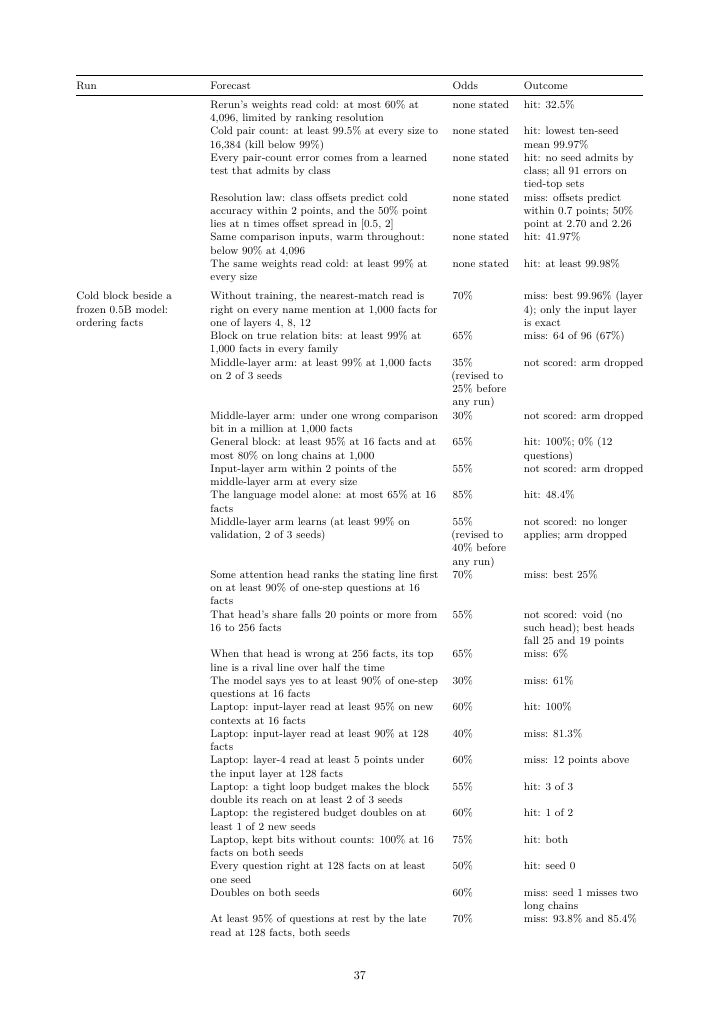 Run Forecast Odds Outcome
Rerun's weights read cold: at most 60% at none stated hit: 32.5%
4,096, limited by ranking resolution
Cold pair count: at least 99.5% at every size to none stated hit: lowest ten-seed
16,384 (kill below 99%) mean 99.97%
Every pair-count error comes from a learned none stated hit: no seed admits by
test that admits by class class; all 91 errors on
tied-top sets
Resolution law: class offsets predict cold none stated miss: offsets predict
accuracy within 2 points, and the 50% point within 0.7 points; 50%
lies at n times offset spread in [0.5, 2] point at 2.70 and 2.26
Same comparison inputs, warm throughout: none stated hit: 41.97%
below 90% at 4,096
The same weights read cold: at least 99% at none stated hit: at least 99.98%
every size
Cold block beside a Without training, the nearest-match read is 70% miss: best 99.96% (layer
frozen 0.5B model: right on every name mention at 1,000 facts for 4); only the input layer
ordering facts one of layers 4, 8, 12 is exact
Block on true relation bits: at least 99% at 65% miss: 64 of 96 (67%)
1,000 facts in every family
Middle-layer arm: at least 99% at 1,000 facts 35% not scored: arm dropped
on 2 of 3 seeds (revised to
25% before
any run)
Middle-layer arm: under one wrong comparison 30% not scored: arm dropped
bit in a million at 1,000 facts
General block: at least 95% at 16 facts and at 65% hit: 100%; 0% (12
most 80% on long chains at 1,000 questions)
Input-layer arm within 2 points of the 55% not scored: arm dropped
middle-layer arm at every size
The language model alone: at most 65% at 16 85% hit: 48.4%
facts
Middle-layer arm learns (at least 99% on 55% not scored: no longer
validation, 2 of 3 seeds) (revised to applies; arm dropped
40% before
any run)
Some attention head ranks the stating line first 70% miss: best 25%
on at least 90% of one-step questions at 16
facts
That head's share falls 20 points or more from 55% not scored: void (no
16 to 256 facts such head); best heads
fall 25 and 19 points
When that head is wrong at 256 facts, its top 65% miss: 6%
line is a rival line over half the time
The model says yes to at least 90% of one-step 30% miss: 61%
questions at 16 facts
Laptop: input-layer read at least 95% on new 60% hit: 100%
contexts at 16 facts
Laptop: input-layer read at least 90% at 128 40% miss: 81.3%
facts
Laptop: layer-4 read at least 5 points under 60% miss: 12 points above
the input layer at 128 facts
Laptop: a tight loop budget makes the block 55% hit: 3 of 3
double its reach on at least 2 of 3 seeds
Laptop: the registered budget doubles on at 60% hit: 1 of 2
least 1 of 2 new seeds
Laptop, kept bits without counts: 100% at 16 75% hit: both
facts on both seeds
Every question right at 128 facts on at least 50% hit: seed 0
one seed
Doubles on both seeds 60% miss: seed 1 misses two
long chains
At least 95% of questions at rest by the late 70% miss: 93.8% and 85.4%
read at 128 facts, both seeds
37